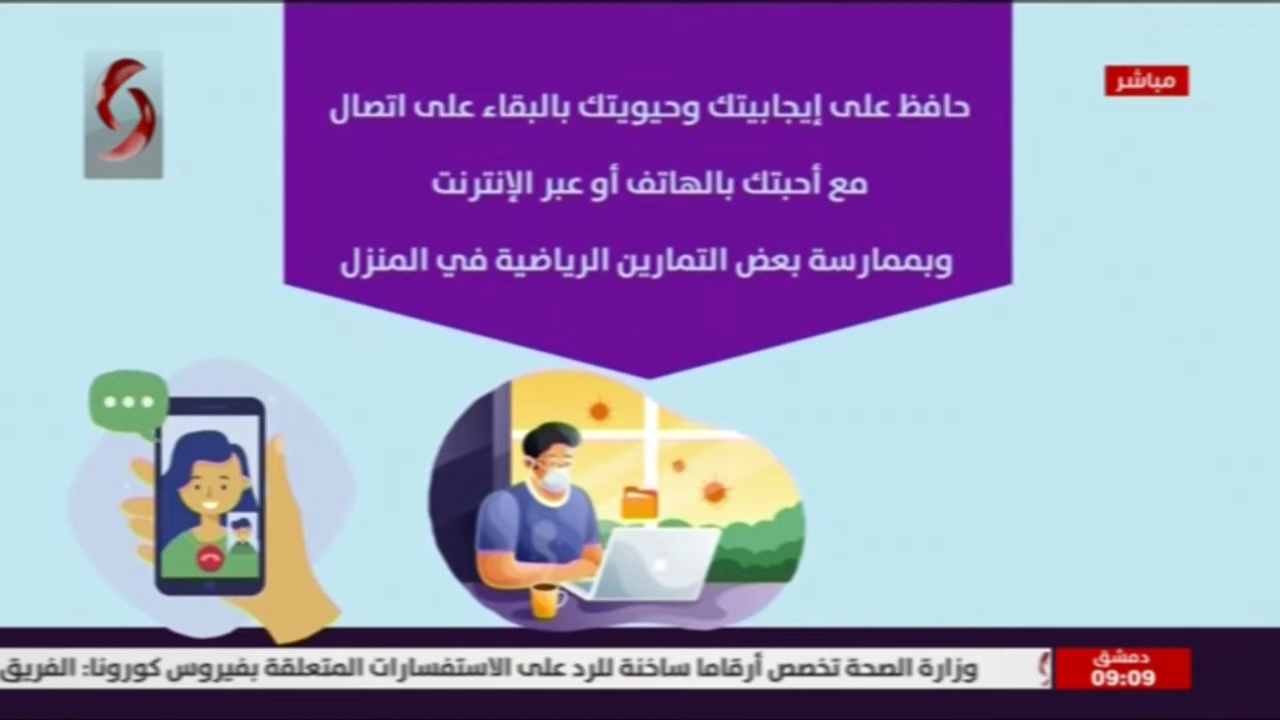 مباشر
حافظ على إيجابيتك وحيويتك بالبقاء على اتصال
مع أحبتك بالهاتف أو عبر الإنترنت
وبممارسة بعض التمارين الرياضية في المنزل
دمشق
09:09
وزارة الصحة تخصص أرقاما ساخنة للرد على الاستفسارات المتعلقة بفيروس كورونا: الفريق